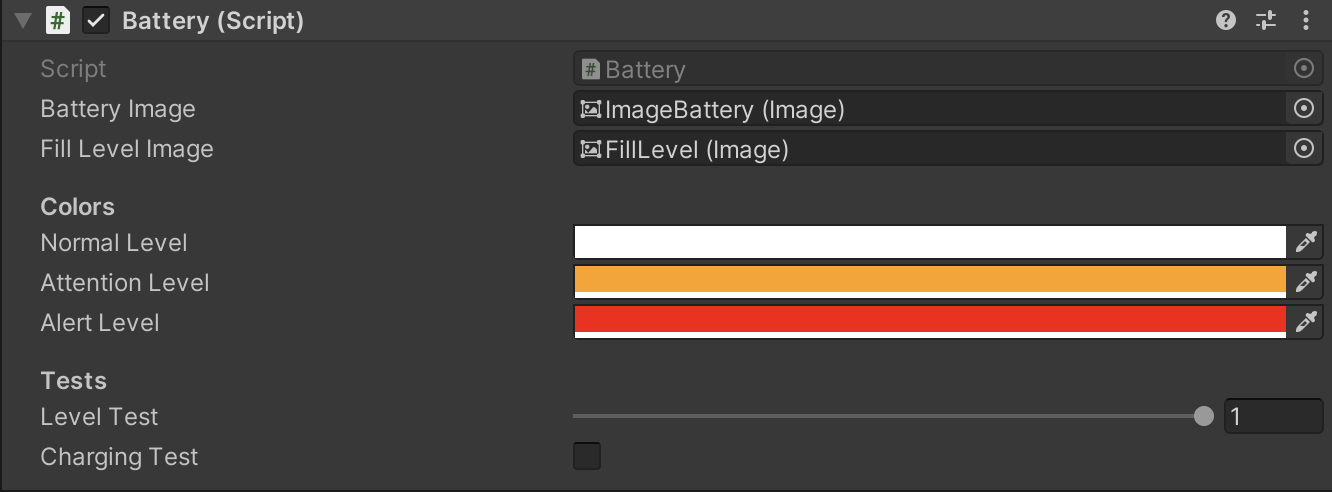 Battery (Script)
Script Battery
Battery Image ImageBattery (Image)
Fill Level Image FillLevel (Image)
Colors
Normal Level
Attention Level
Alert Level
Tests
Level Test 1
Charging Test